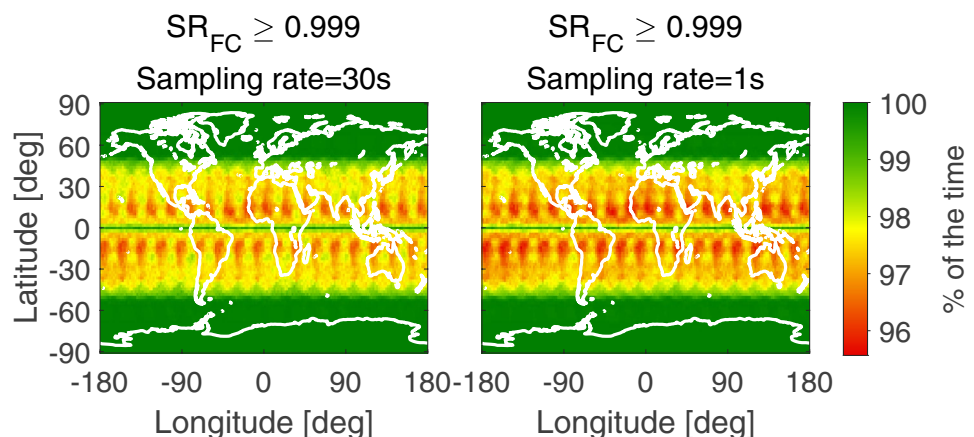 SR_FC ≥ 0.999
SR_FC ≥ 0.999
Sampling rate=30s
Sampling rate=1s
90
60
30
0
-30
-60
-90
Latitude [deg]
-180 -90 0 90 180
Longitude [deg]
-180 -90 0 90 180
Longitude [deg]
100
99
98
97
96
% of the time